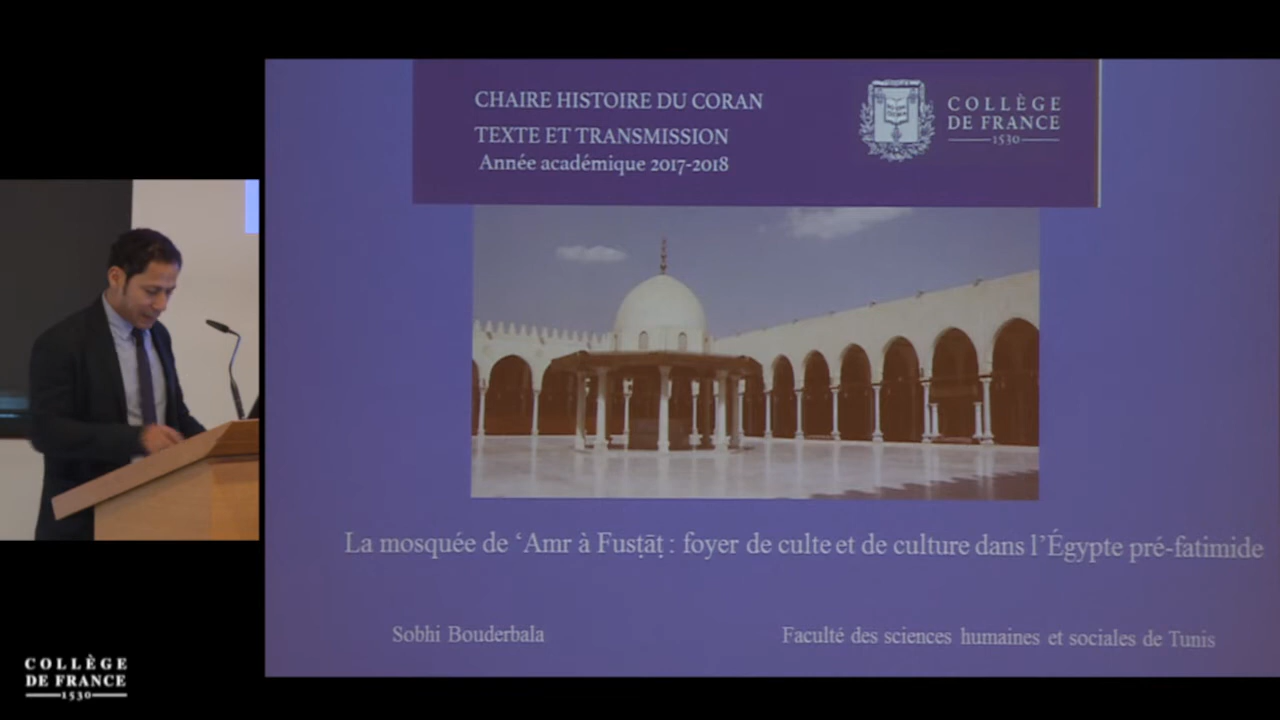 CHAIRE HISTOIRE DU CORAN
TEXTE ET TRANSMISSION
Année académique 2017-2018
COLLÈGE
DE FRANCE
1530
La mosquée de ‘Amr à Fusṭāṭ : foyer de culte et de culture dans l’Égypte pré-fatimide
Sobhi Bouderbala
Faculté des sciences humaines et sociales de Tunis
COLLÈGE
DE FRANCE
1530